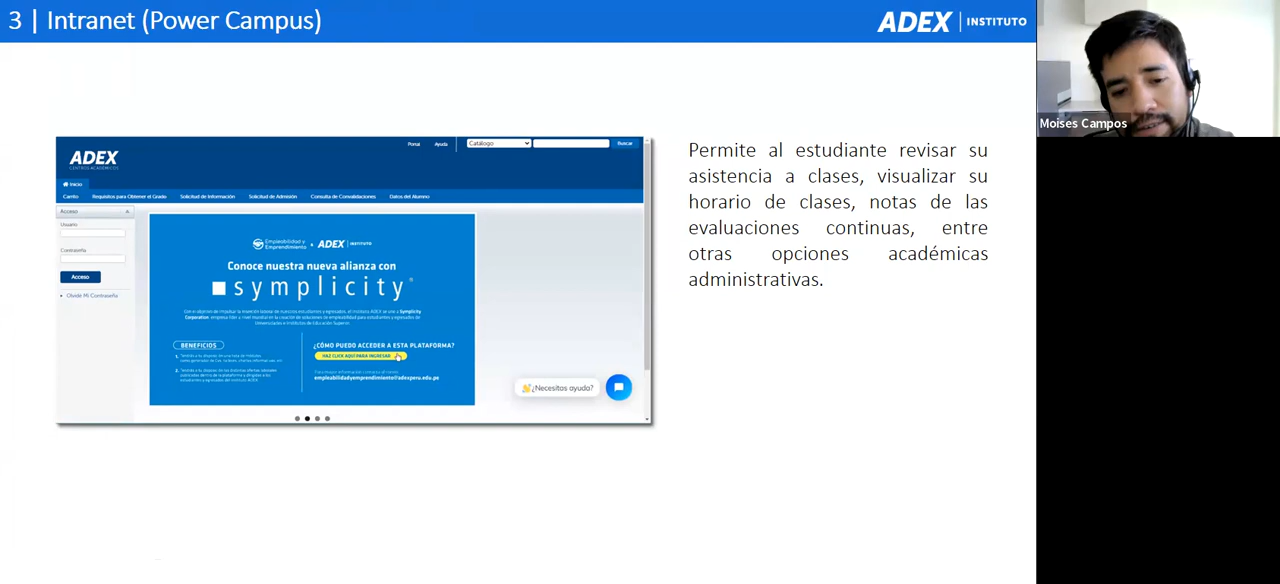 3 | Intranet (Power Campus)
ADEX | INSTITUTO
Moises Campos
ADEX
CENTROS ACADÉMICOS
Portal Ayuda Catálogo Buscar
Inicio
Carrito Requisitos para Obtener el Grado Solicitud de Información Solicitud de Admisión Consulta de Convalidaciones Datos del Alumno
Acceso
Usuario
Contraseña
Acceso
Olvidé Mi Contraseña
Empleabilidad y
Emprendimiento + ADEX | INSTITUTO
Conoce nuestra nueva alianza con
symplicity
BENEFICIOS
¿CÓMO PUEDO ACCEDER A ESTA PLATAFORMA?
HAZ CLICK AQUÍ PARA INGRESAR
empleabilidadyemprendimiento@adexperu.edu.pe
¿Necesitas ayuda?
Permite al estudiante revisar su
asistencia a clases, visualizar su
horario de clases, notas de las
evaluaciones continuas, entre
otras opciones académicas
administrativas.